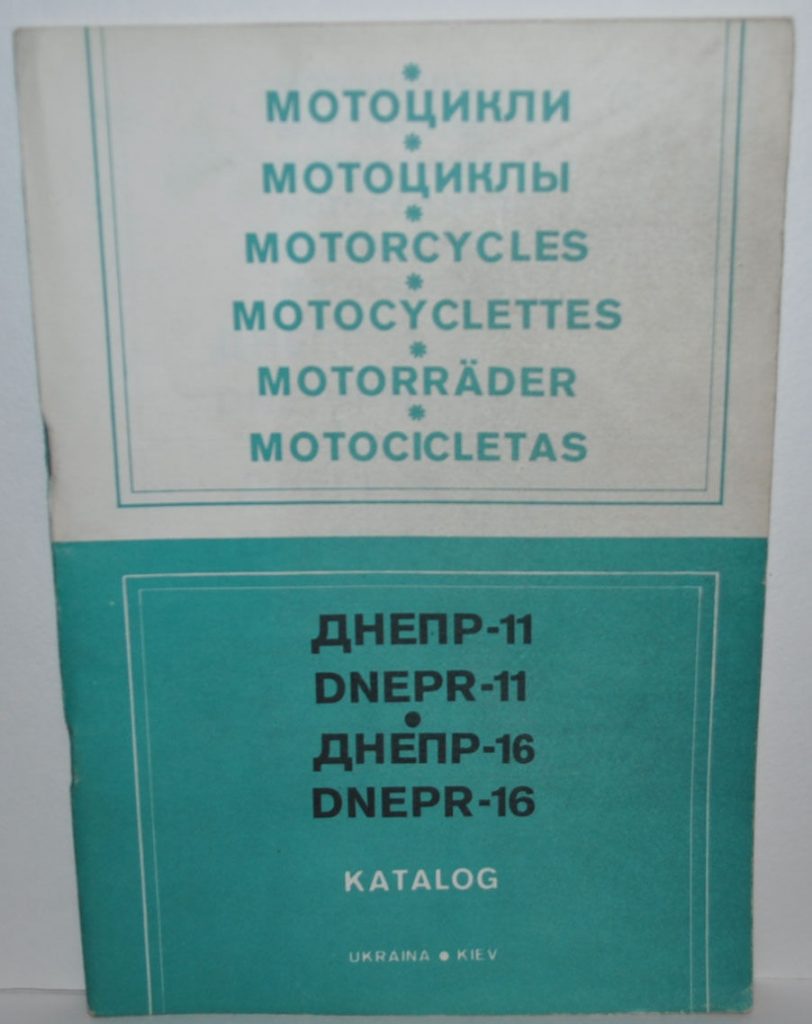 МОТОЦИКЛИ
МОТОЦИКЛЫ
MOTORCYCLES
MOTOCYCLETTES
MOTORRÄDER
MOTOCICLETAS
ДНЕПР-11
DNEPR-11
ДНЕПР-16
DNEPR-16
KATALOG
UKRAINA ● KIEV